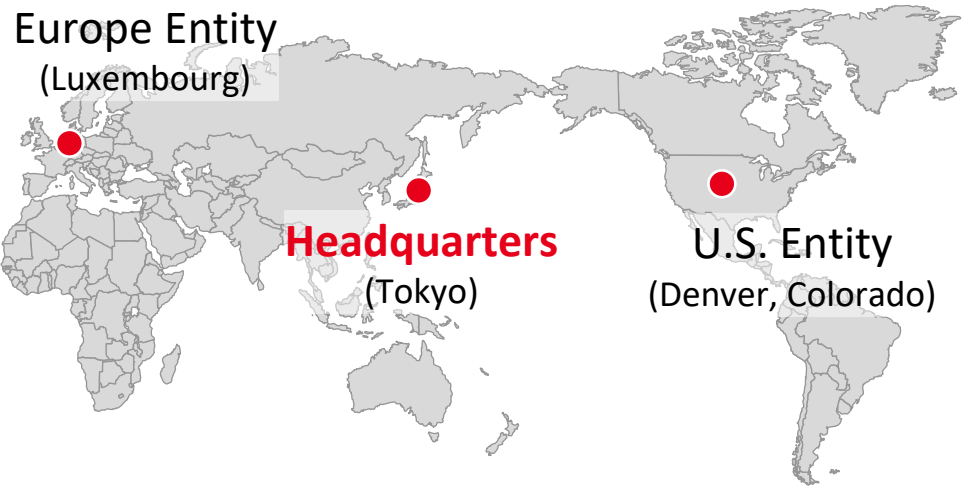 Europe Entity
(Luxembourg)
Headquarters
(Tokyo)
U.S. Entity
(Denver, Colorado)